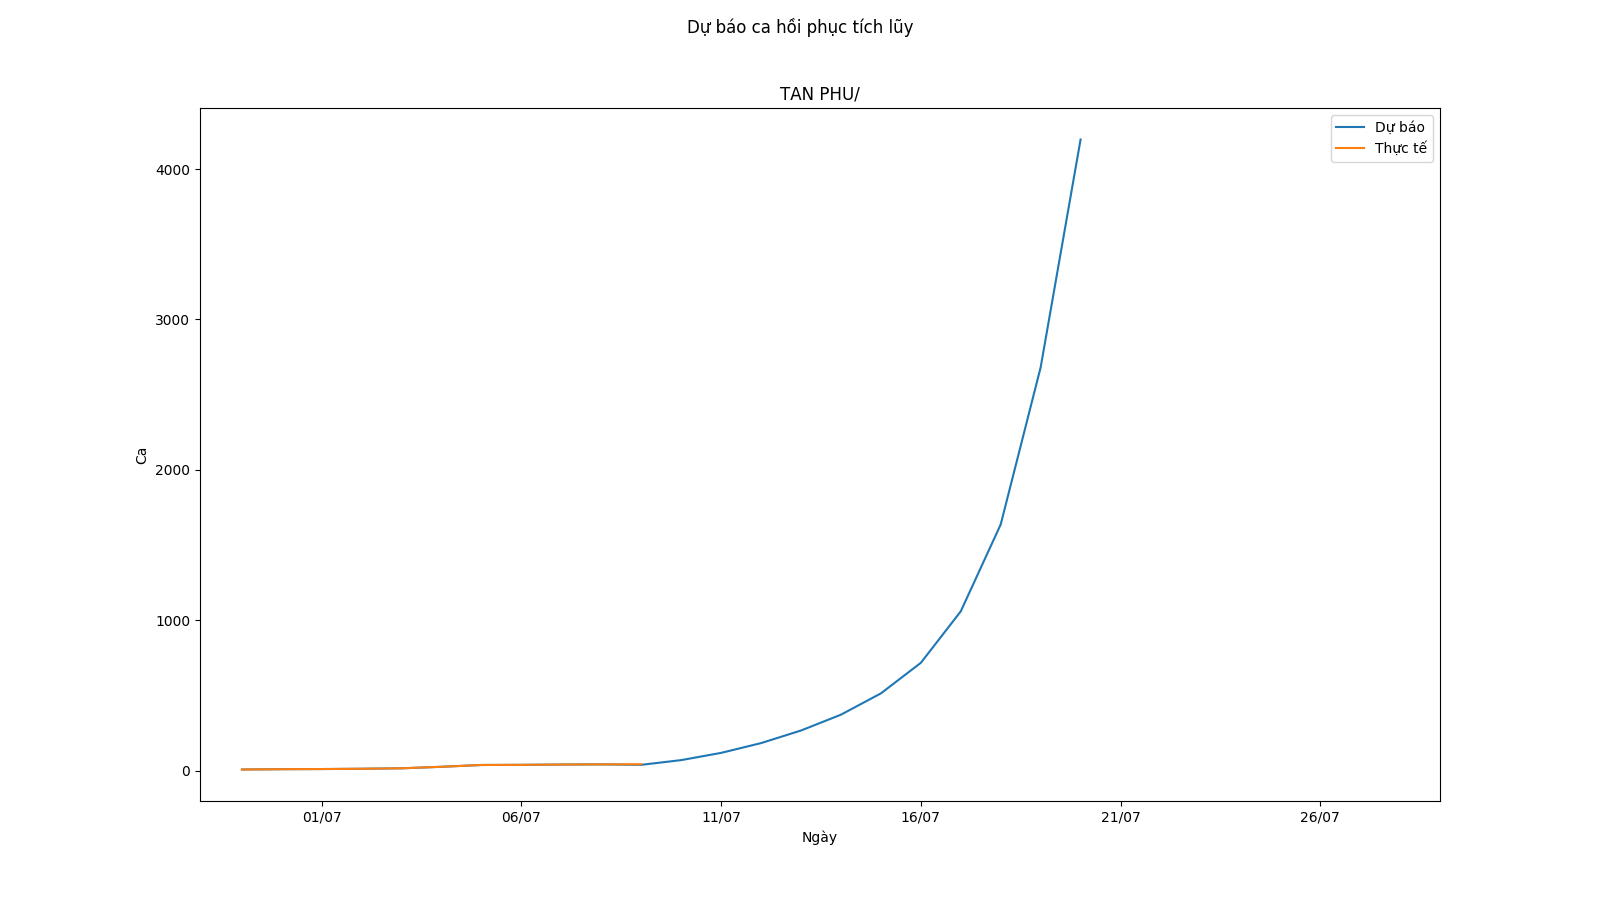 Dự báo ca hồi phục tích lũy
TAN PHU/
Dự báo
Thực tế
4000
3000
2000
1000
0
Ca
01/07
06/07
11/07
16/07
21/07
26/07
Ngày